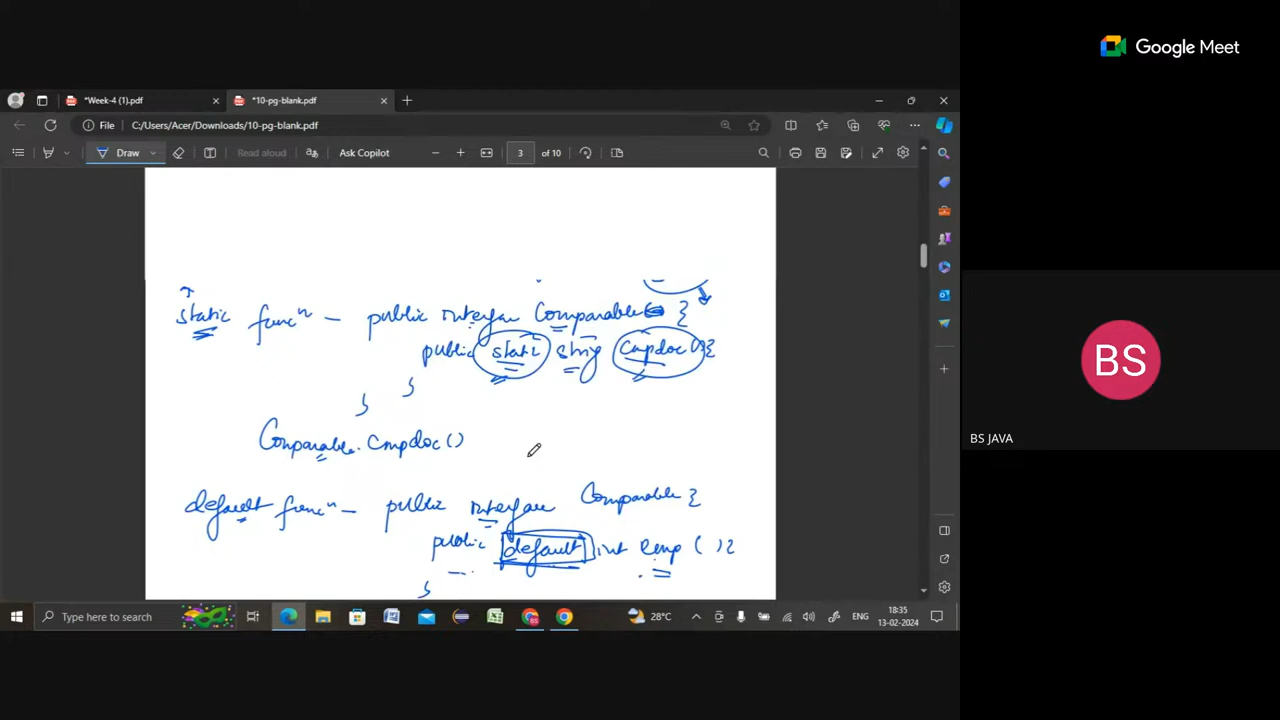 Google Meet
*Week-4 (1).pdf
*10-pg-blank.pdf
File C:/Users/Acer/Downloads/10-pg-blank.pdf
Draw Read aloud Ask Copilot 3 of 10
static funcn – public interface Comparable {
public static string cmpdoc() {
}
}
Comparable.cmpdoc()
default funcn – public interface Comparable {
public default int cmp ( ) {
}
BS
BS JAVA
Type here to search
28°C
ENG
18:35
13-02-2024